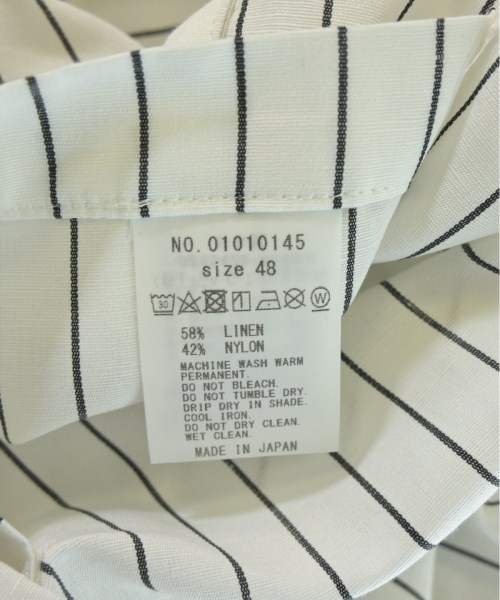 NO.01010145
size 48
30 W
58% LINEN
42% NYLON
MACHINE WASH WARM
PERMANENT.
DO NOT BLEACH.
DO NOT TUMBLE DRY.
DRIP DRY IN SHADE.
COOL IRON.
DO NOT DRY CLEAN.
WET CLEAN.
MADE IN JAPAN